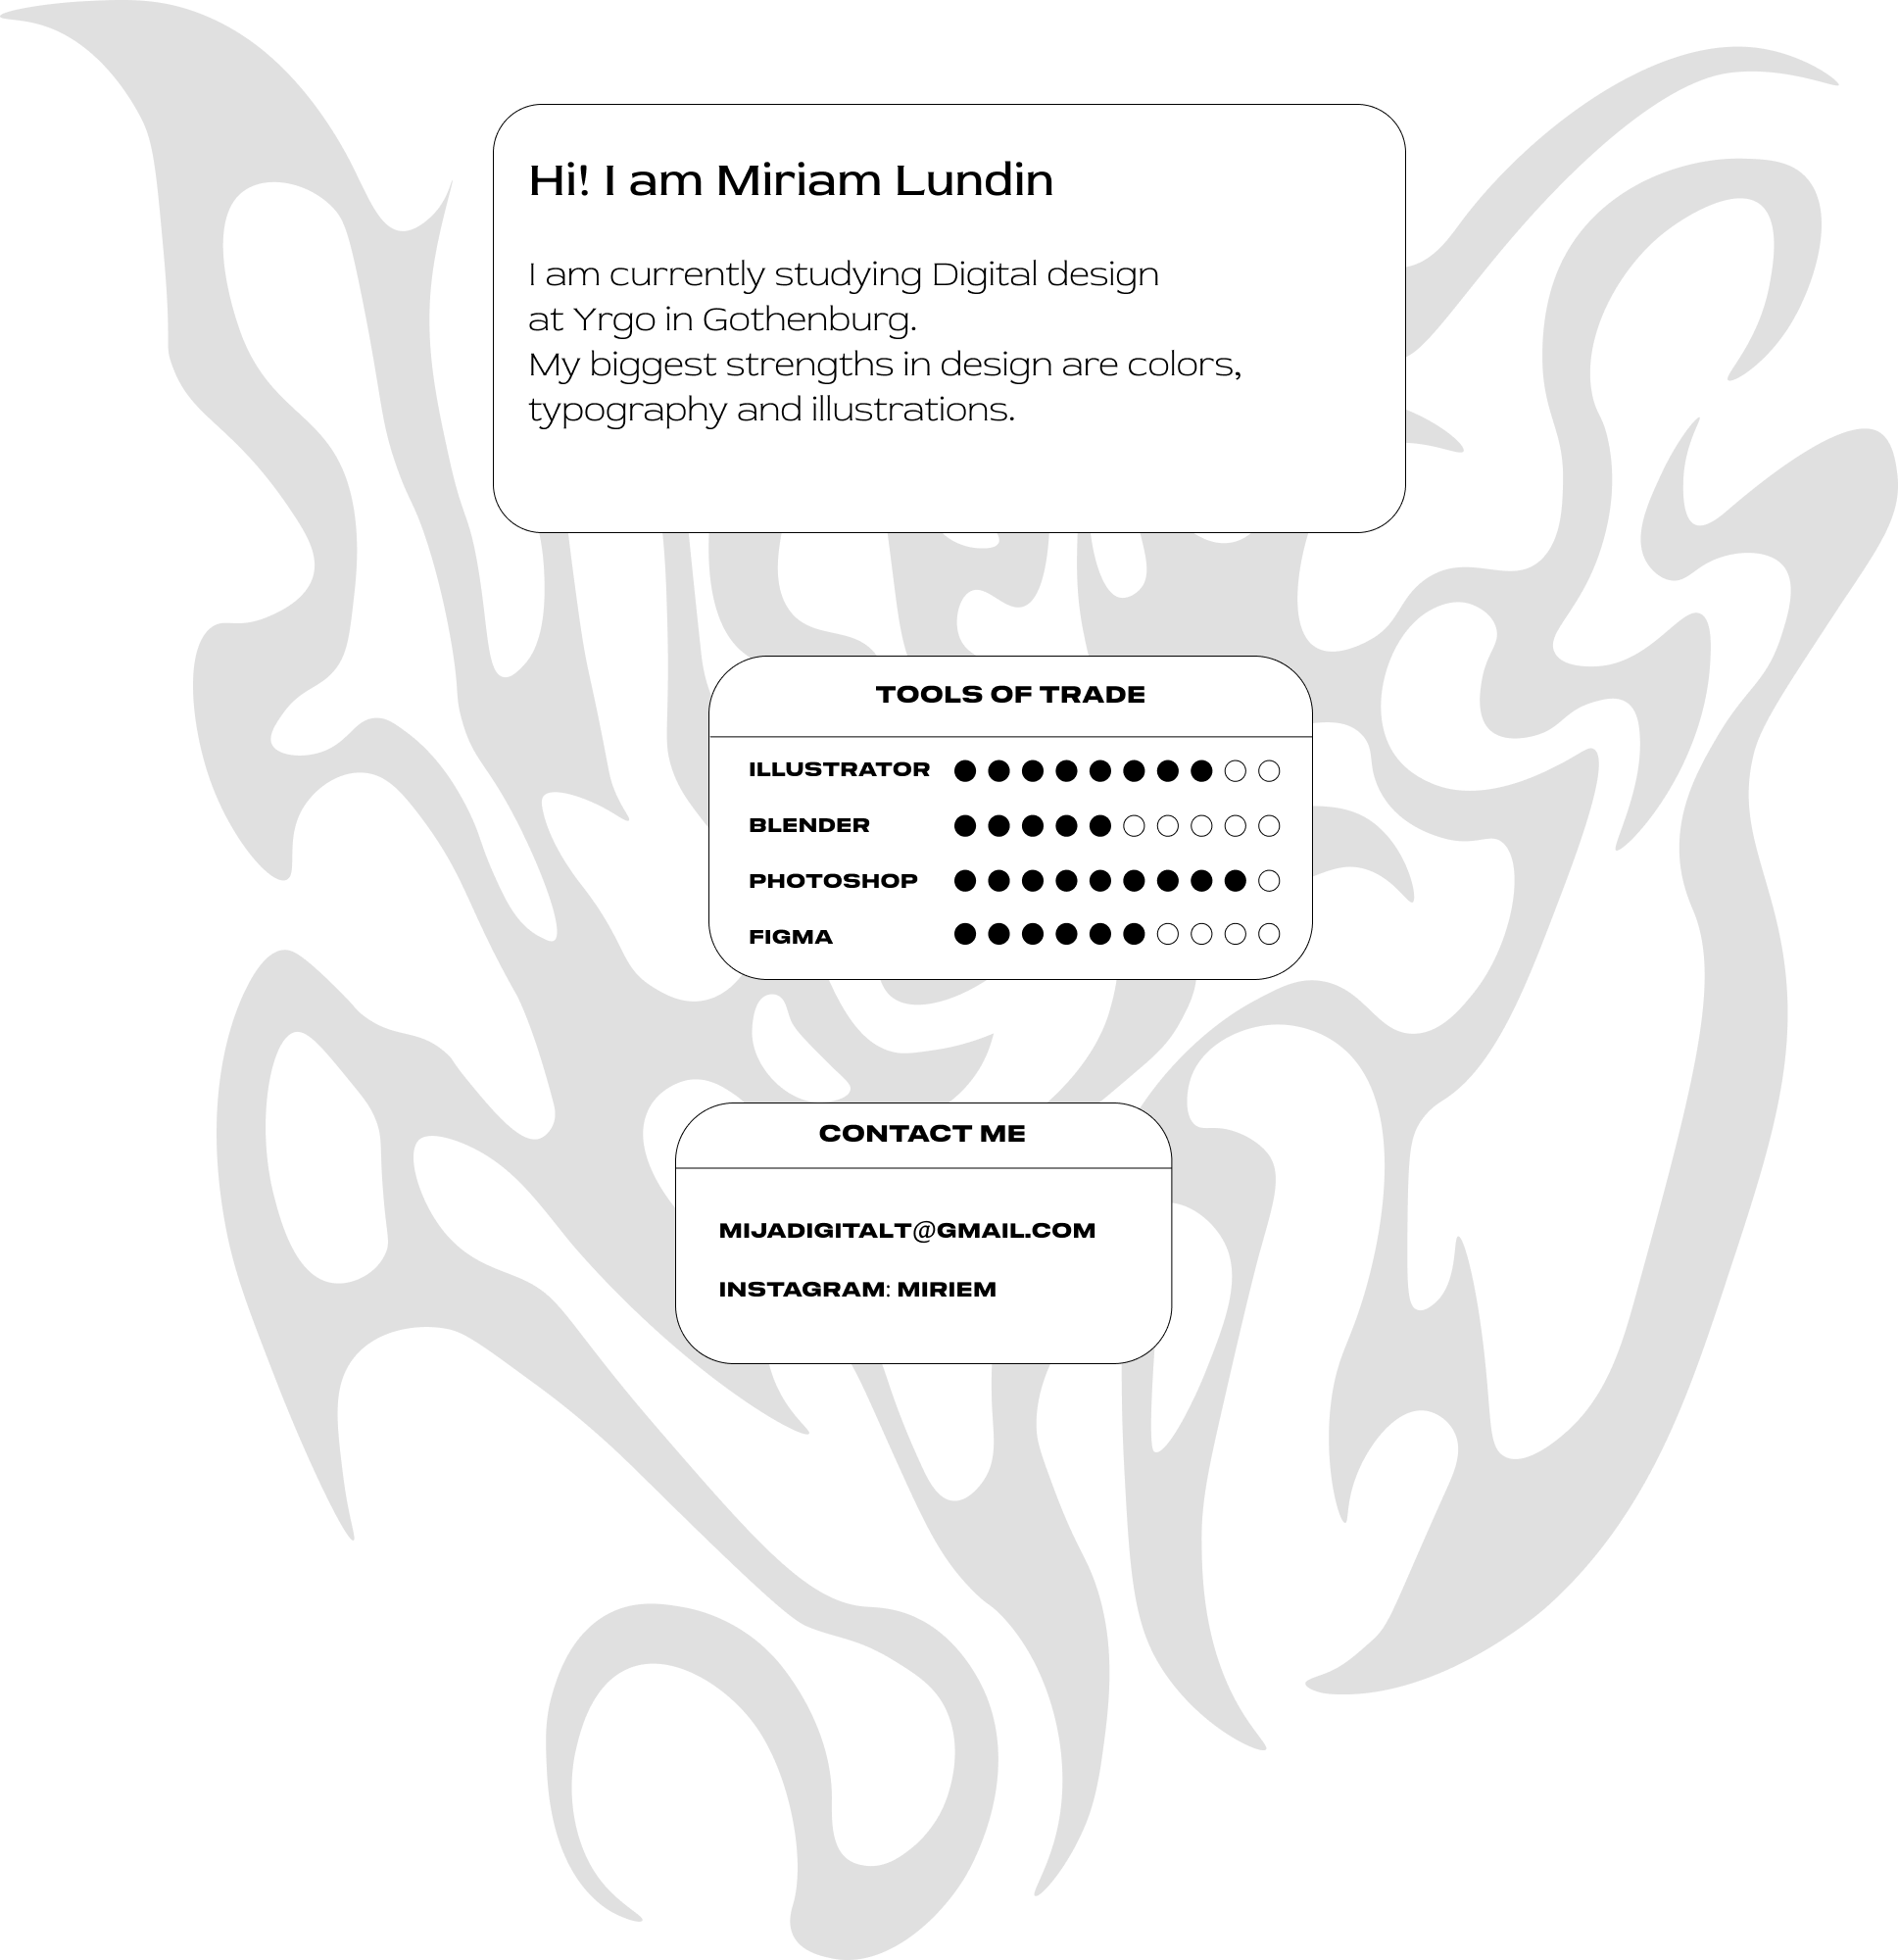 Hi! I am Miriam Lundin
I am currently studying Digital design
at Yrgo in Gothenburg.
My biggest strengths in design are colors,
typography and illustrations.
TOOLS OF TRADE
ILLUSTRATOR
BLENDER
PHOTOSHOP
FIGMA
CONTACT ME
MIJADIGITALT@GMAIL.COM
INSTAGRAM: MIRIEM